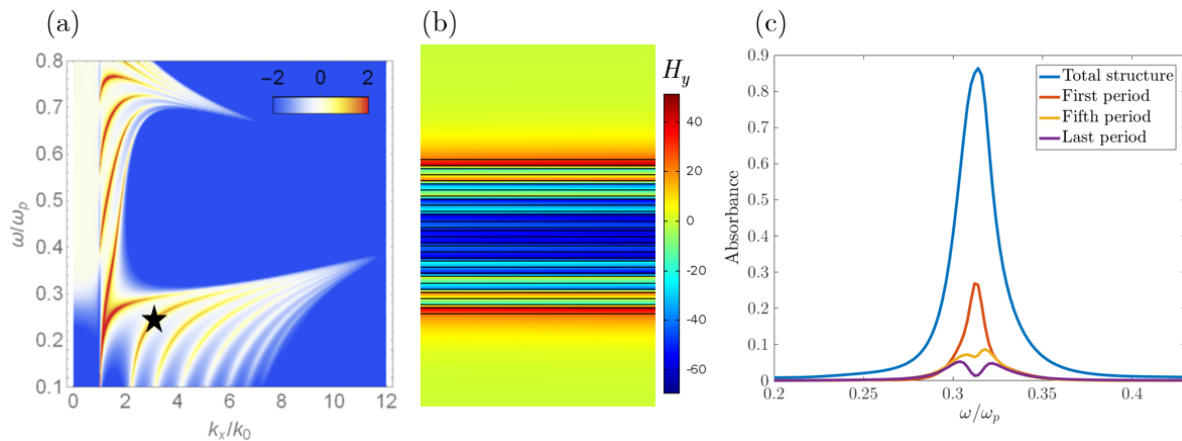 (a)
−2 0 2
ω/ωp
0.8
0.7
0.6
0.5
0.4
0.3
0.2
0.1
0 2 4 6 8 10 12
kx/k0
(b)
Hy
40
20
0
-20
-40
-60
(c)
Absorbance
0.9
0.8
0.7
0.6
0.5
0.4
0.3
0.2
0.1
0
0.2 0.25 0.3 0.35 0.4
ω/ωp
Total structure
First period
Fifth period
Last period